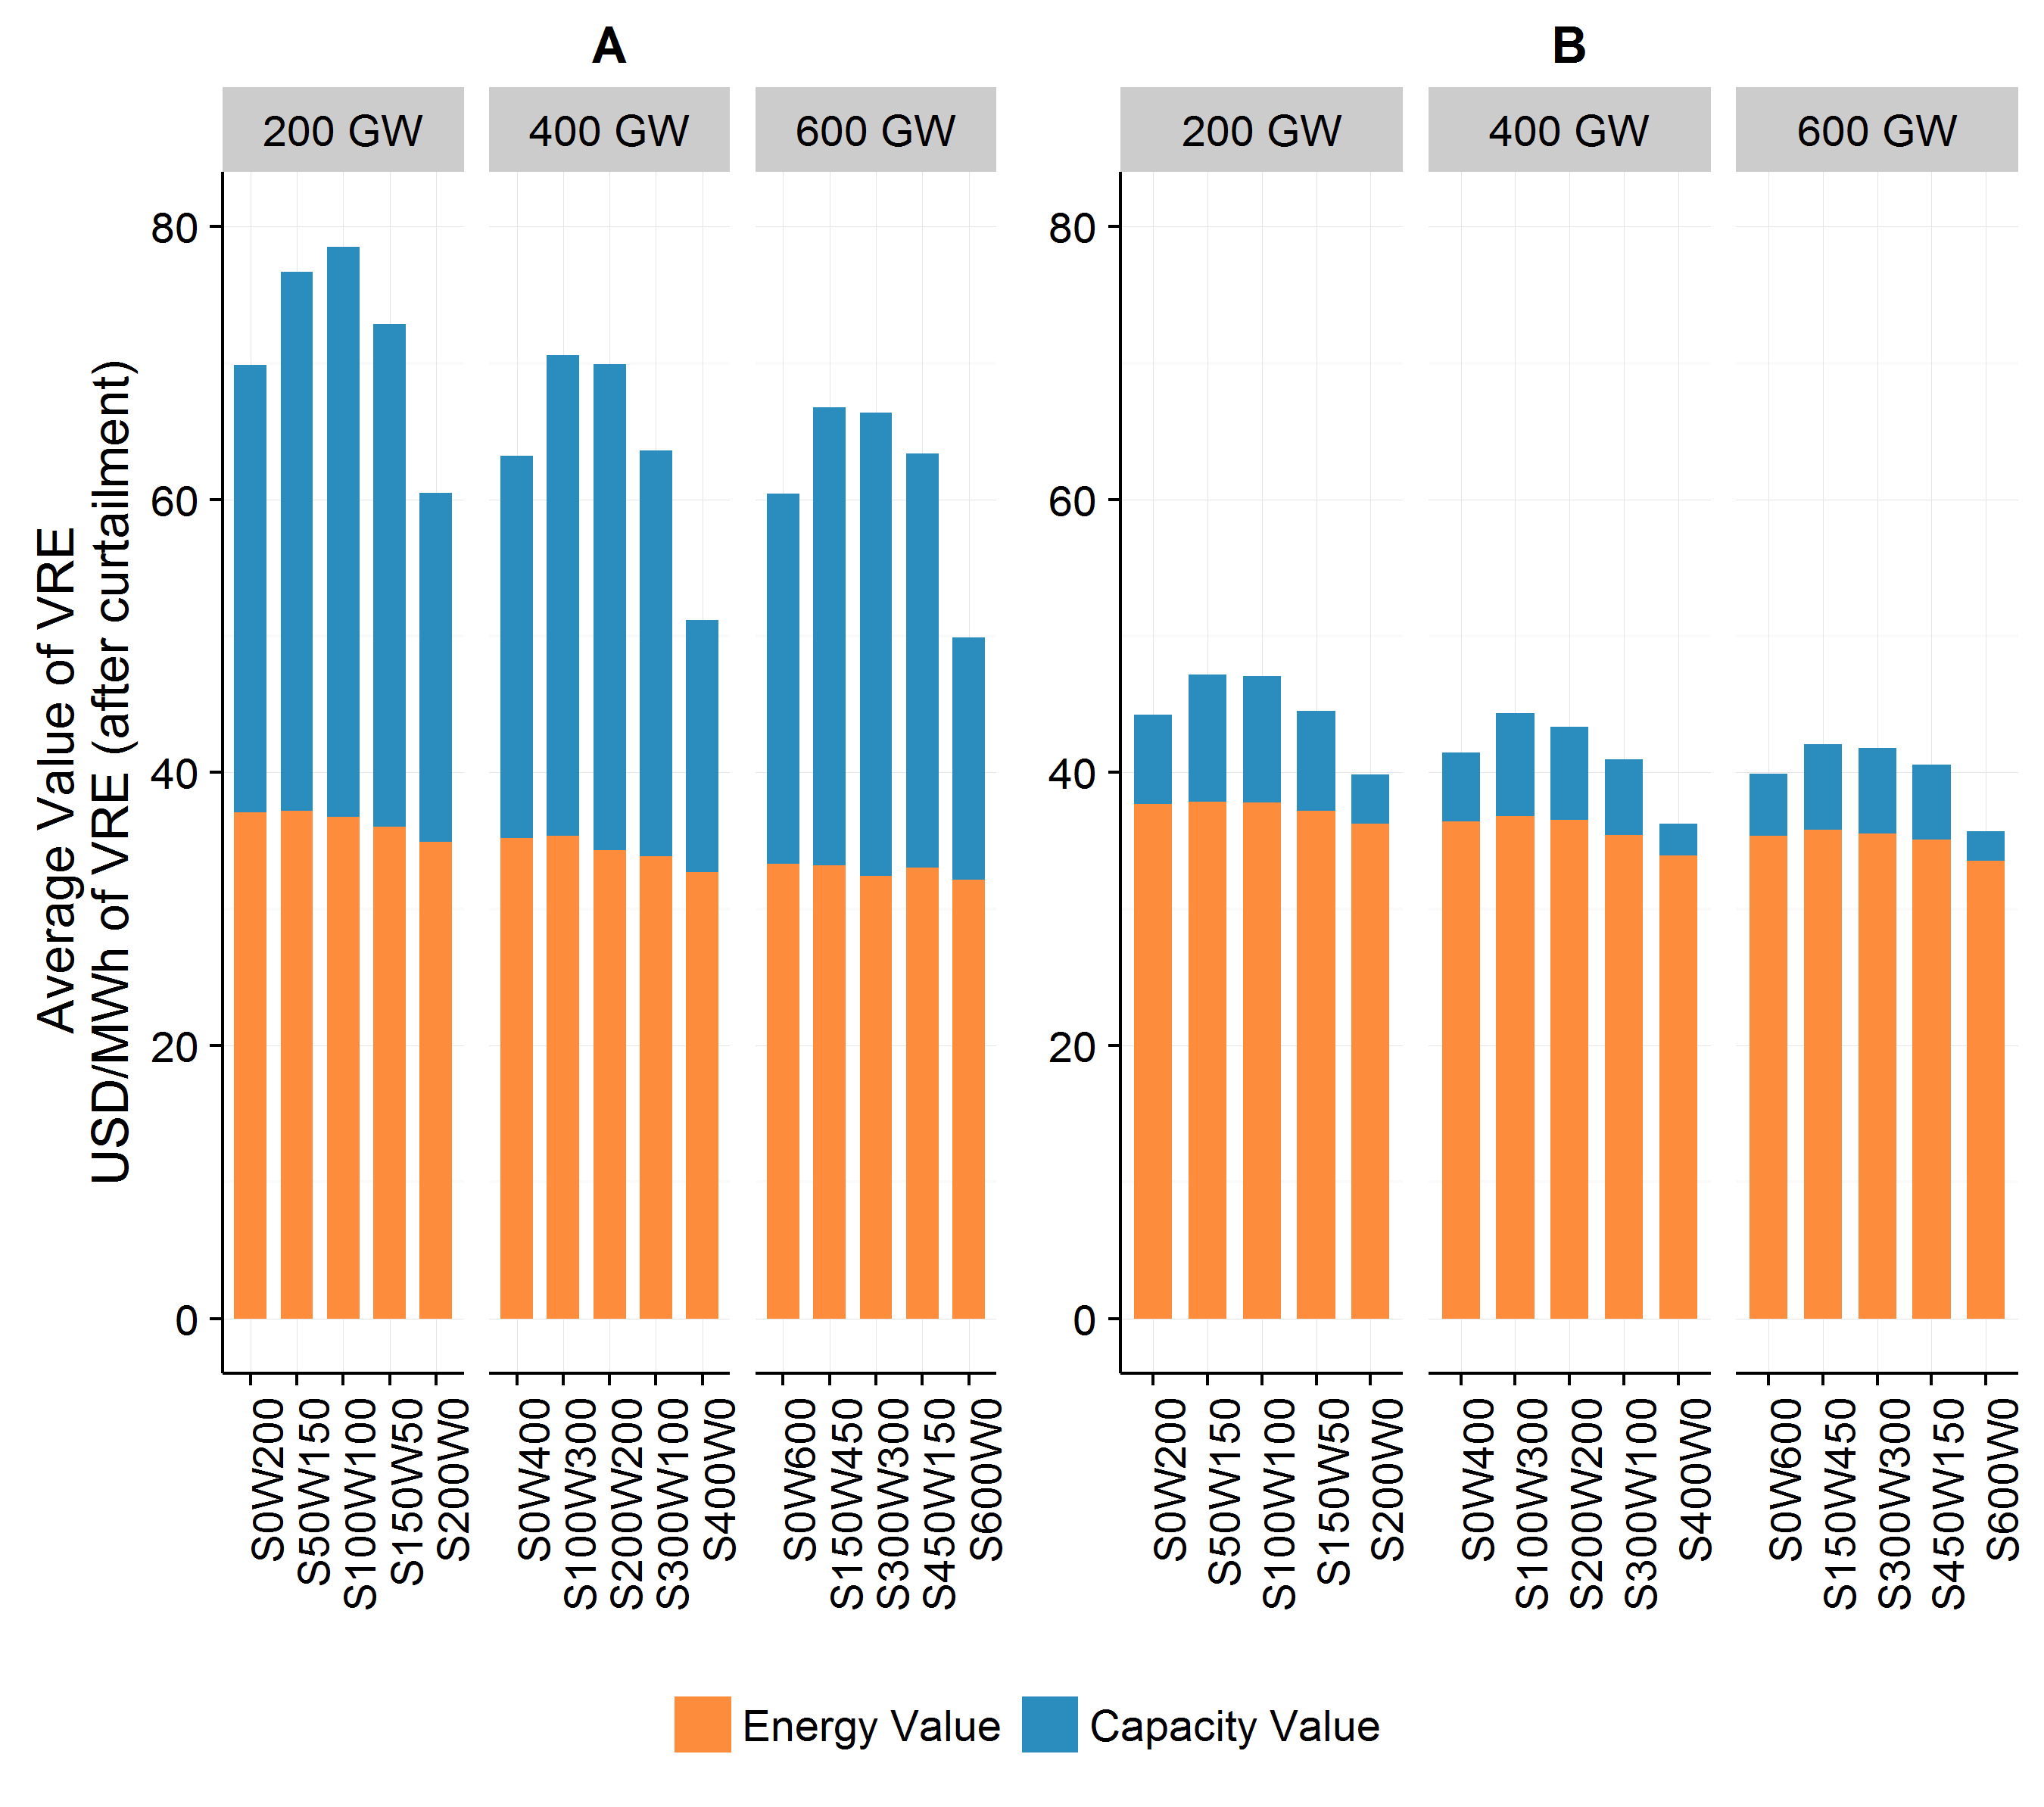 A
B
200 GW
400 GW
600 GW
200 GW
400 GW
600 GW
Average Value of VRE
USD/MWh of VRE (after curtailment)
80
60
40
20
0
80
60
40
20
0
S0W200
S50W150
S100W100
S150W50
S200W0
S0W400
S100W300
S200W200
S300W100
S400W0
S0W600
S150W450
S300W300
S450W150
S600W0
S0W200
S50W150
S100W100
S150W50
S200W0
S0W400
S100W300
S200W200
S300W100
S400W0
S0W600
S150W450
S300W300
S450W150
S600W0
Energy Value
Capacity Value